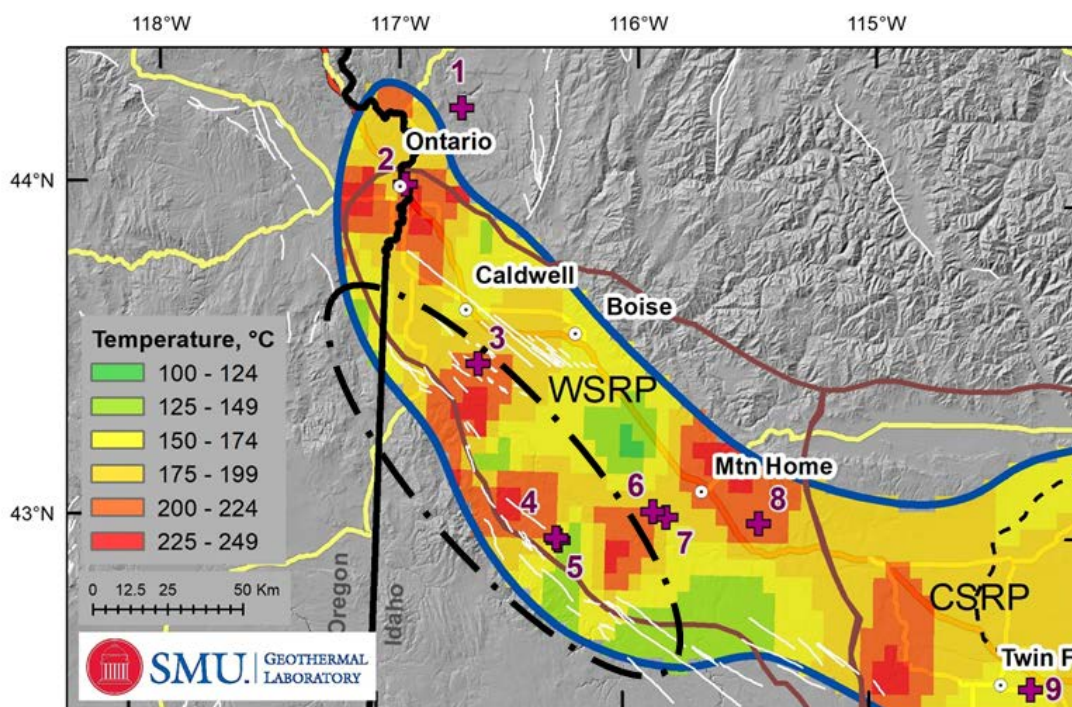 118°W 117°W 116°W 115°W
1
Ontario
2
44°N
Caldwell
Boise
3
Temperature, °C
100 - 124
125 - 149
150 - 174
175 - 199
200 - 224
225 - 249
WSRP
Mtn Home
4 6 8
43°N
5 7
0 12.5 25 50 Km
Oregon
Idaho
CSRP
Twin F
9
SMU. GEOTHERMAL
LABORATORY